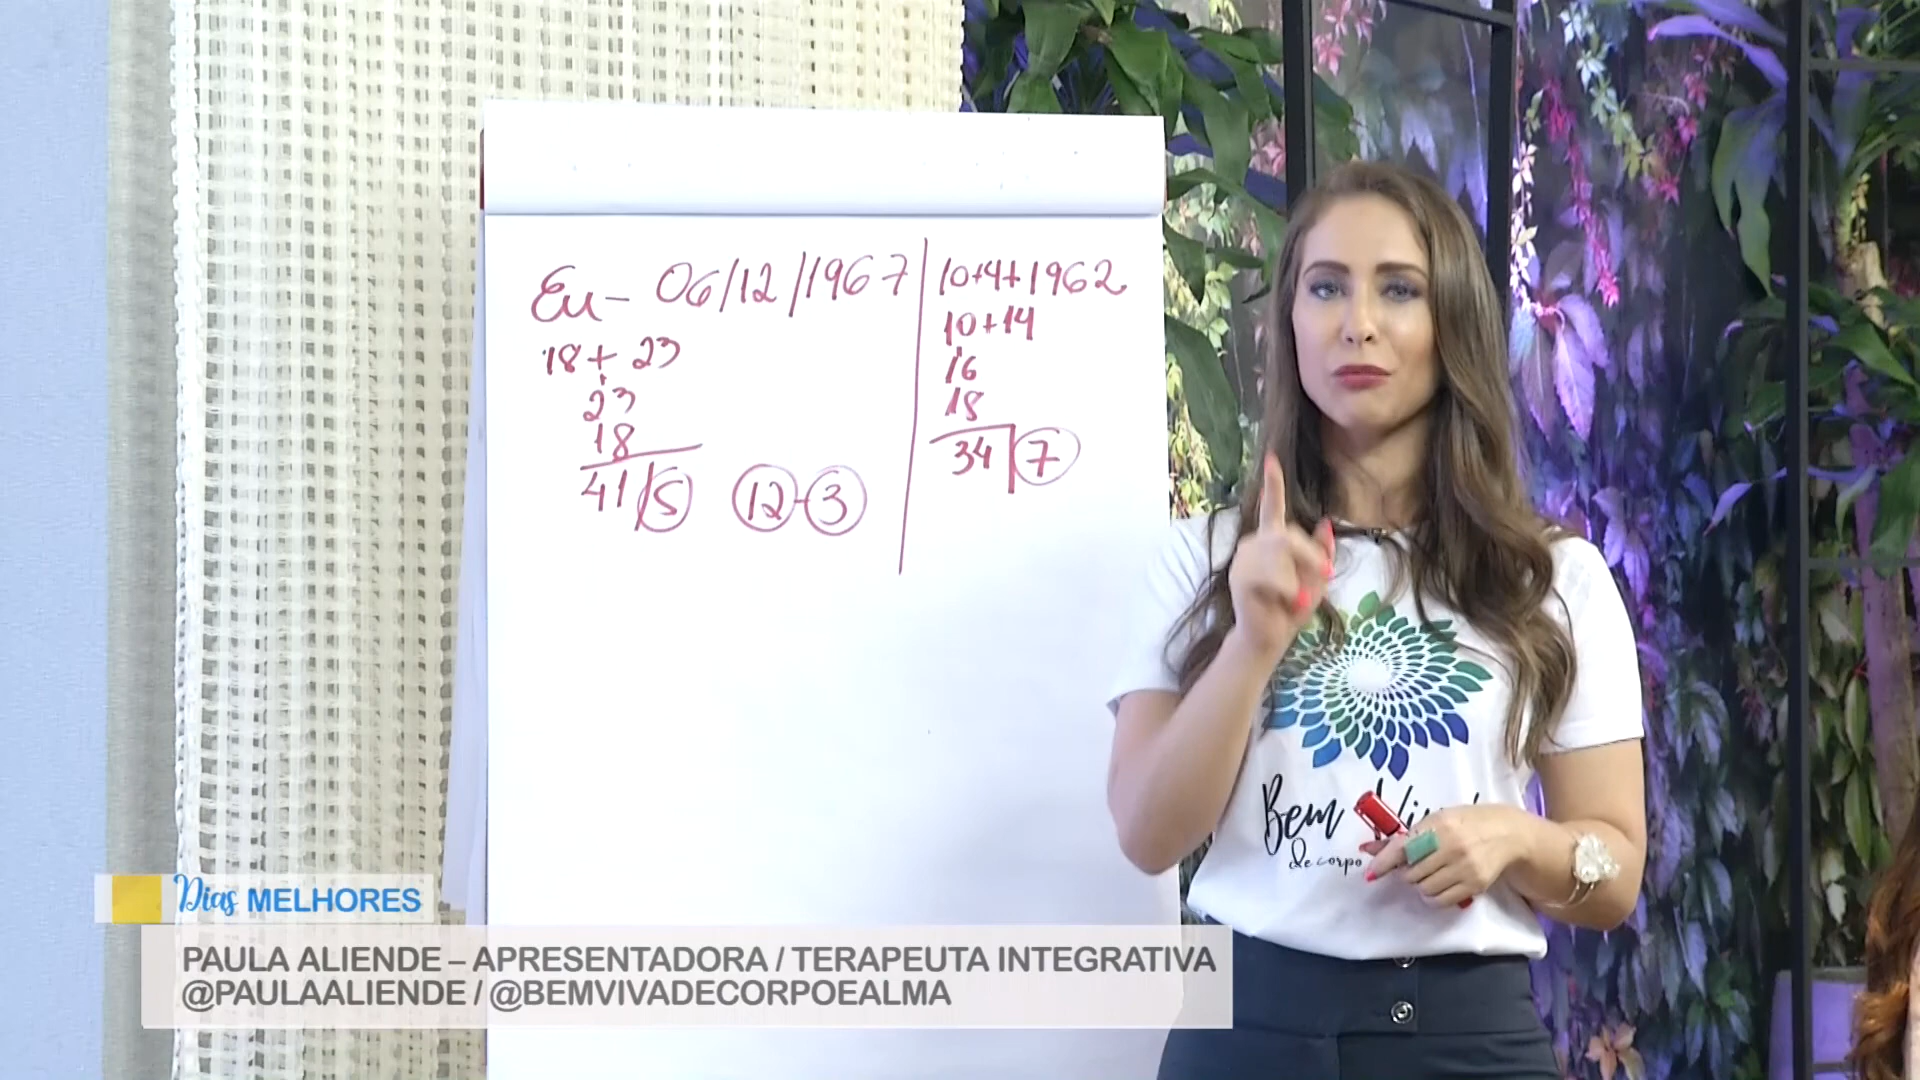 Eu - 06/12/1967
18 + 23
23
18
41/5
12-3
10+4+1962
10+14
16
18
34 7
Bem
de corpo
Dias MELHORES
PAULA ALIENDE – APRESENTADORA / TERAPEUTA INTEGRATIVA
@PAULAALIENDE / @BEMVIVADECORPOEALMA